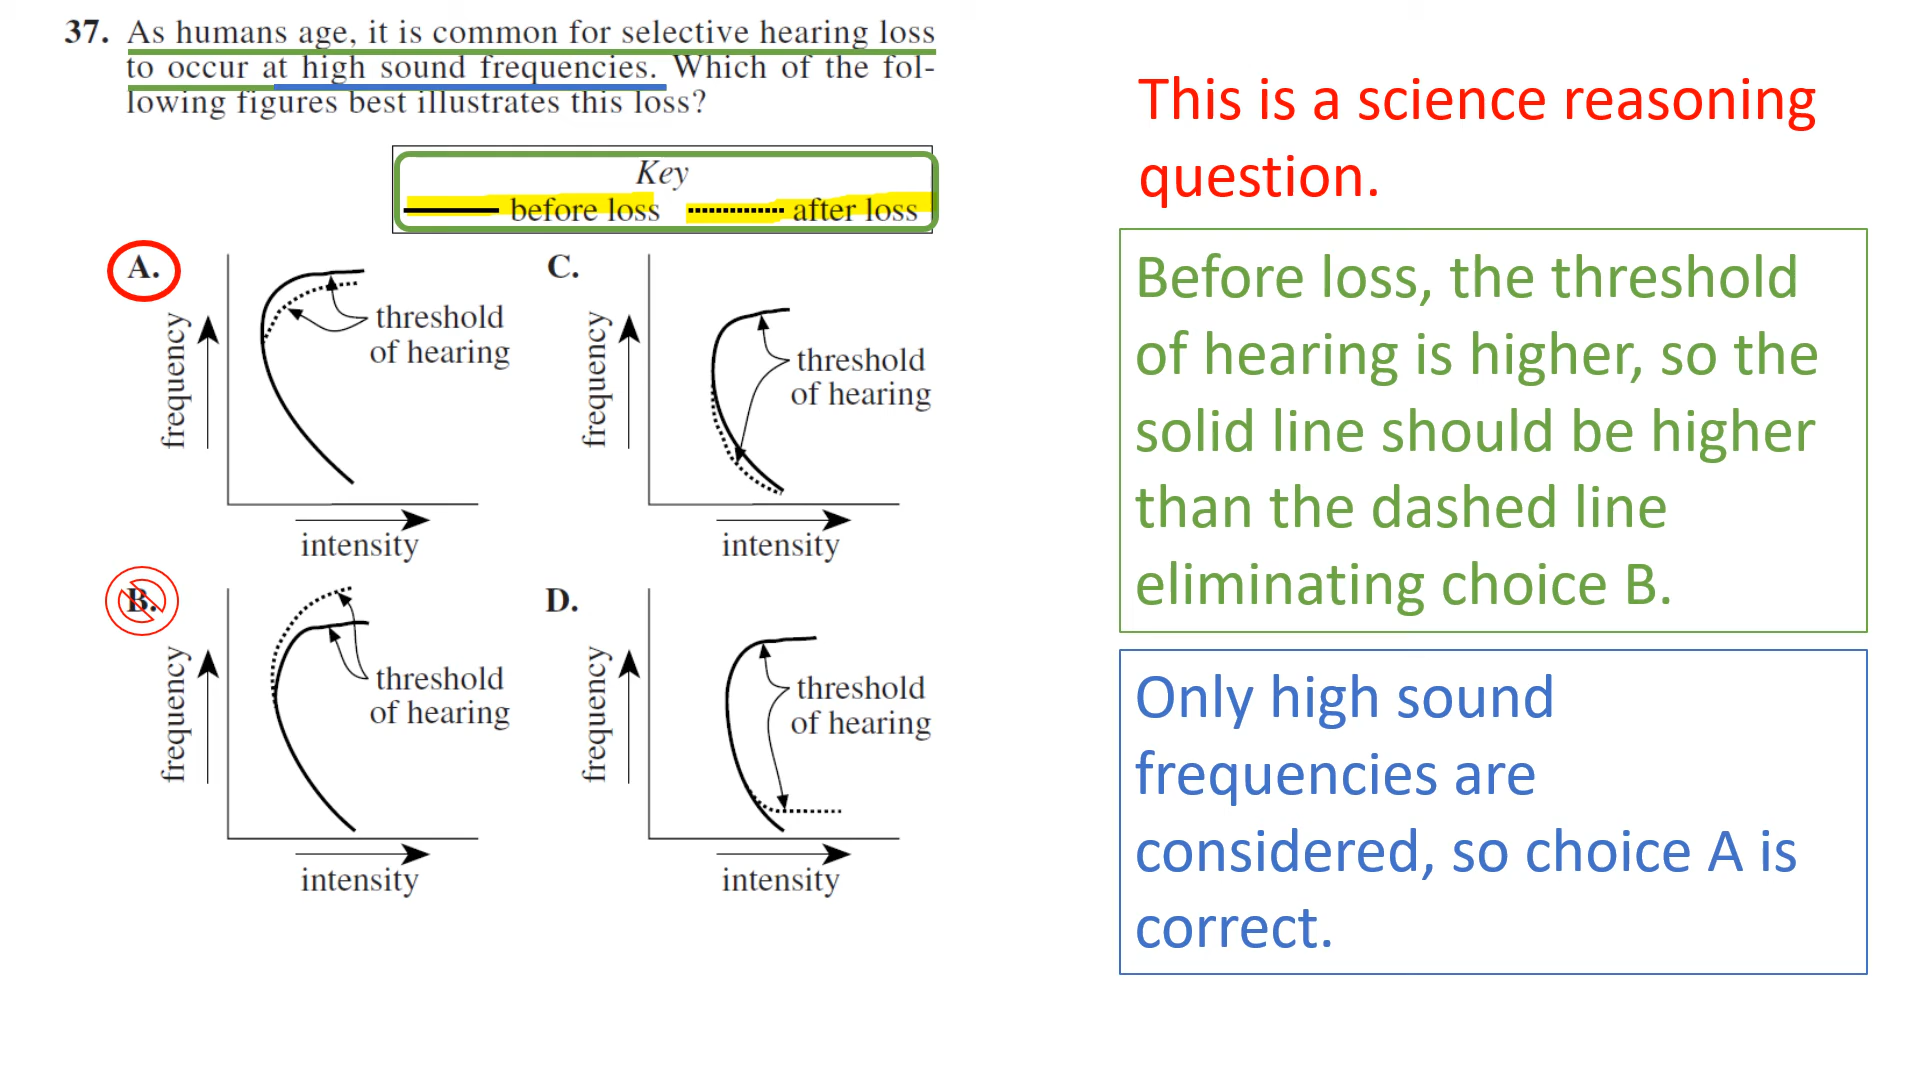 37. As humans age, it is common for selective hearing loss
to occur at high sound frequencies. Which of the fol-
lowing figures best illustrates this loss?
Key
before loss after loss
A.
frequency
threshold
of hearing
intensity
C.
frequency
threshold
of hearing
intensity
B.
frequency
threshold
of hearing
intensity
D.
frequency
threshold
of hearing
intensity
This is a science reasoning
question.
Before loss, the threshold
of hearing is higher, so the
solid line should be higher
than the dashed line
eliminating choice B.
Only high sound
frequencies are
considered, so choice A is
correct.